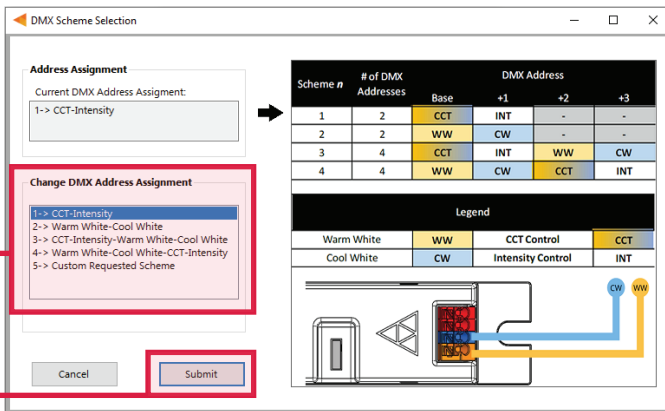 DMX Scheme Selection
Address Assignment
Current DMX Address Assigment:
1-> CCT-Intensity
Change DMX Address Assignment
1-> CCT-Intensity
2-> Warm White-Cool White
3-> CCT-Intensity-Warm White-Cool White
4-> Warm White-Cool White-CCT-Intensity
5-> Custom Requested Scheme
Cancel
Submit
Scheme n # of DMX Addresses DMX Address
Base +1 +2 +3
1 2 CCT INT - -
2 2 WW CW - -
3 4 CCT INT WW CW
4 4 WW CW CCT INT
Legend
Warm White WW CCT Control CCT
Cool White CW Intensity Control INT
CW WW